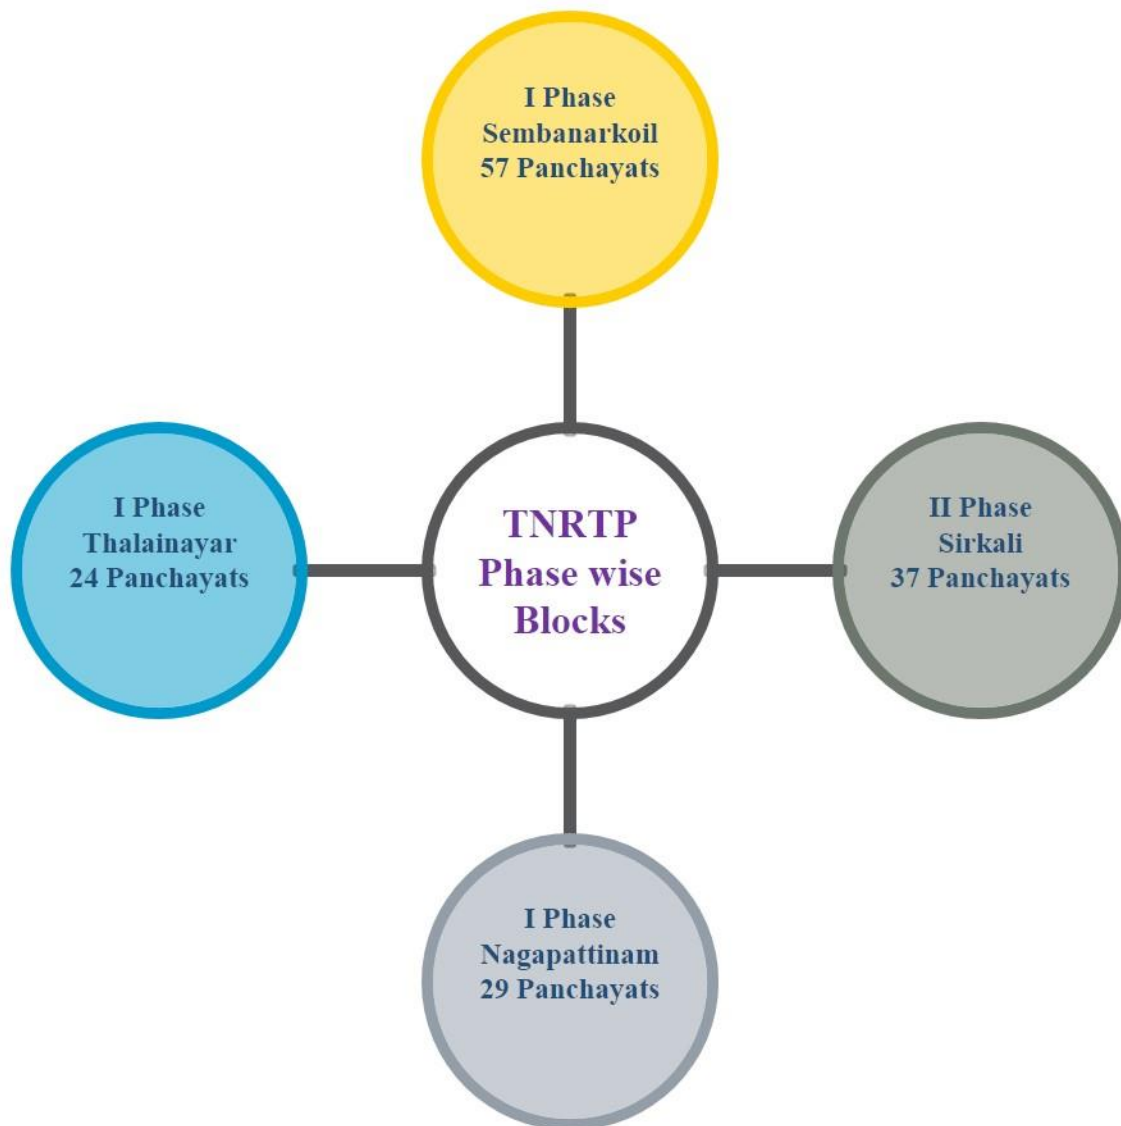 I Phase
Sembanarkoil
57 Panchayats
I Phase
Thalainayar
24 Panchayats
TNRTP
Phase wise
Blocks
II Phase
Sirkali
37 Panchayats
I Phase
Nagapattinam
29 Panchayats